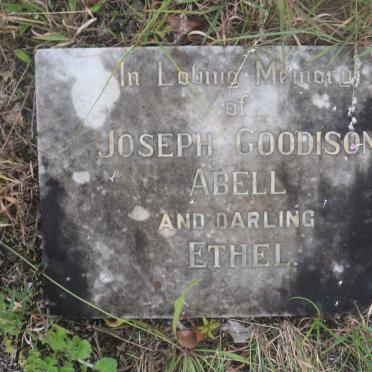 In Loving Memory
of
JOSEPH GOODISON
ABELL
AND DARLING
ETHEL